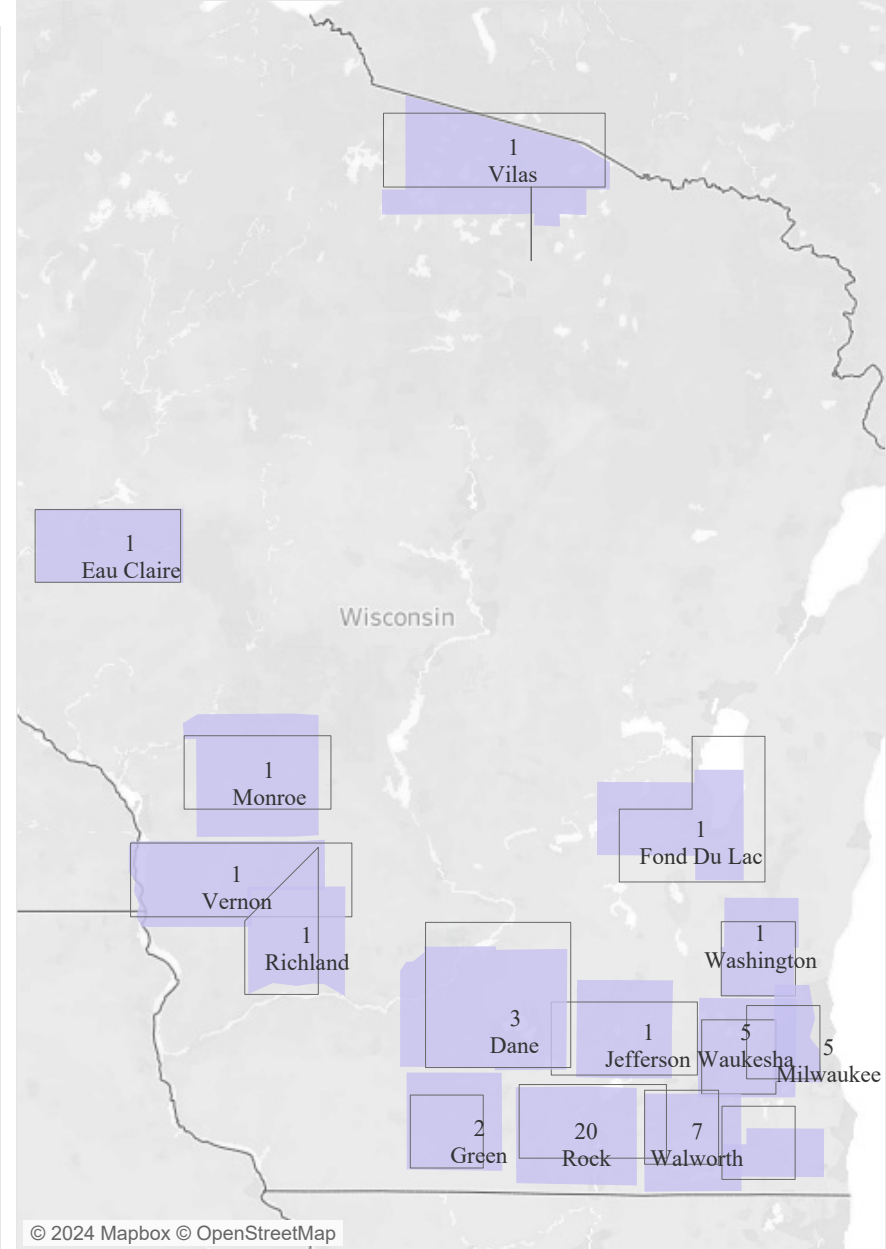 1
Vilas
1
Eau Claire
Wisconsin
1
Monroe
1
Fond Du Lac
1
Vernon
1
Richland
1
Washington
3
Dane
1
Jefferson
5
Waukesha
5
Milwaukee
2
Green
20
Rock
7
Walworth
© 2024 Mapbox © OpenStreetMap